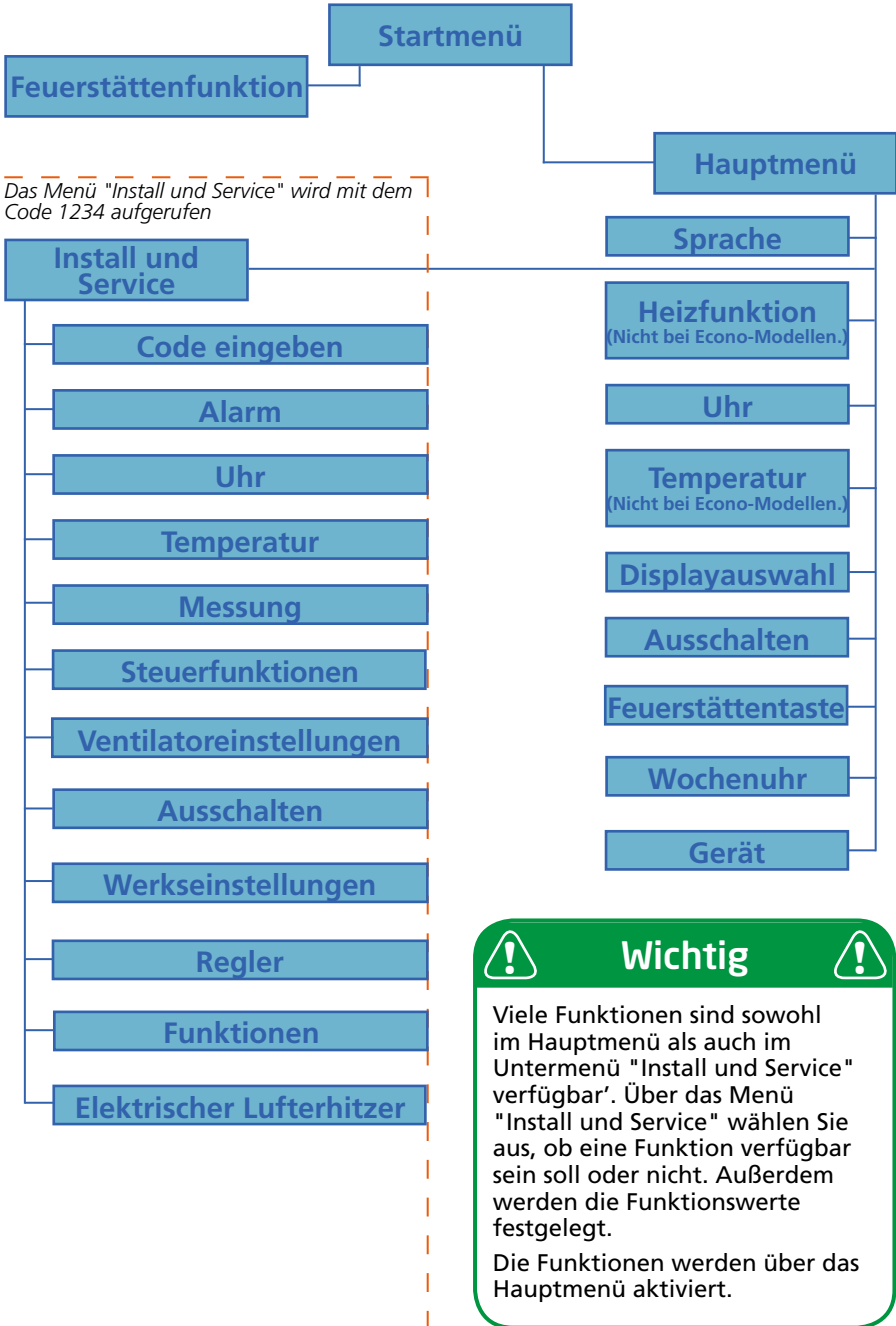 Startmenü
Feuerstättenfunktion
Hauptmenü
Das Menü "Install und Service" wird mit dem
Code 1234 aufgerufen
Install und
Service
Code eingeben
Alarm
Uhr
Temperatur
Messung
Steuerfunktionen
Ventilatoreinstellungen
Ausschalten
Werkseinstellungen
Regler
Funktionen
Elektrischer Lufterhitzer
Sprache
Heizfunktion
(Nicht bei Econo-Modellen.)
Uhr
Temperatur
(Nicht bei Econo-Modellen.)
Displayauswahl
Ausschalten
Feuerstättentaste
Wochenuhr
Gerät
Wichtig
Viele Funktionen sind sowohl
im Hauptmenü als auch im
Untermenü "Install und Service"
verfügbar’. Über das Menü
"Install und Service" wählen Sie
aus, ob eine Funktion verfügbar
sein soll oder nicht. Außerdem
werden die Funktionswerte
festgelegt.
Die Funktionen werden über das
Hauptmenü aktiviert.